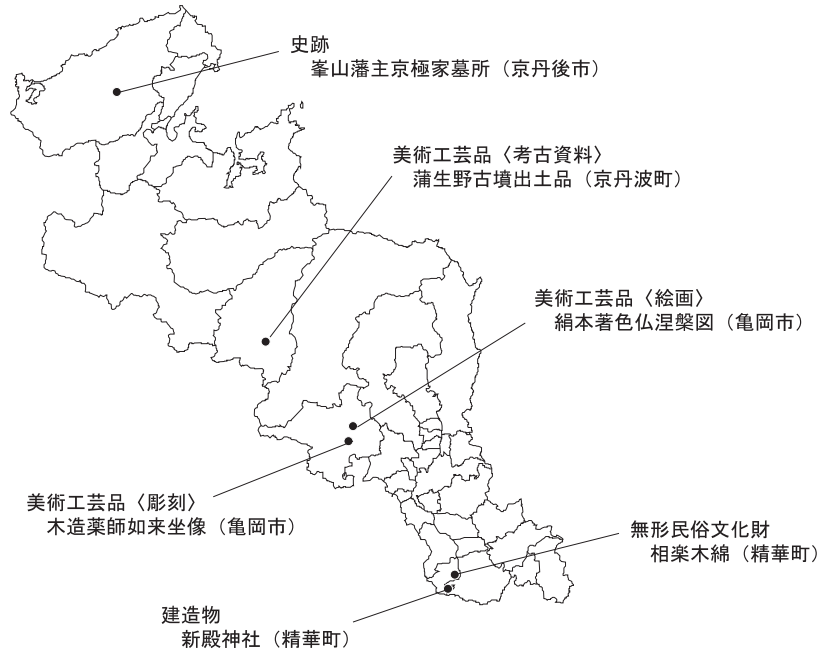 史跡
峯山藩主京極家墓所（京丹後市）
美術工芸品〈考古資料〉
蒲生野古墳出土品（京丹波町）
美術工芸品〈絵画〉
絹本著色仏涅槃図（亀岡市）
美術工芸品〈彫刻〉
木造薬師如来坐像（亀岡市）
無形民俗文化財
相楽木綿（精華町）
建造物
新殿神社（精華町）